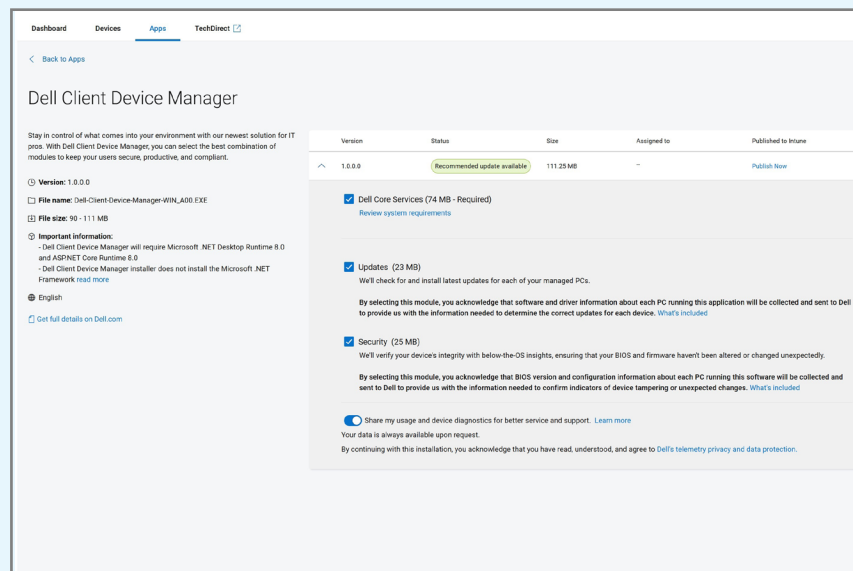 Dashboard Devices Apps TechDirect
Back to Apps
Dell Client Device Manager
Stay in control of what comes into your environment with our newest solution for IT
pros. With Dell Client Device Manager, you can select the best combination of
modules to keep your users secure, productive, and compliant.
Version: 1.0.0.0
File name: Dell-Client-Device-Manager-WIN_A00.EXE
File size: 90 - 111 MB
Important information:
- Dell Client Device Manager will require Microsoft .NET Desktop Runtime 8.0
and ASP.NET Core Runtime 8.0
- Dell Client Device Manager installer does not install the Microsoft .NET
Framework read more
English
Get full details on Dell.com
Version Status Size Assigned to Published to Intune
1.0.0.0 Recommended update available 111.25 MB – Publish Now
Dell Core Services (74 MB - Required)
Review system requirements
Updates (23 MB)
We'll check for and install latest updates for each of your managed PCs.
By selecting this module, you acknowledge that software and driver information about each PC running this application will be collected and sent to Dell
to provide us with the information needed to determine the correct updates for each device. What's included
Security (25 MB)
We'll verify your device's integrity with below-the-OS insights, ensuring that your BIOS and firmware haven't been altered or changed unexpectedly.
By selecting this module, you acknowledge that BIOS version and configuration information about each PC running this software will be collected and
sent to Dell to provide us with the information needed to confirm indicators of device tampering or unexpected changes. What's included
Share my usage and device diagnostics for better service and support. Learn more
Your data is always available upon request.
By continuing with this installation, you acknowledge that you have read, understood, and agree to Dell's telemetry privacy and data protection.